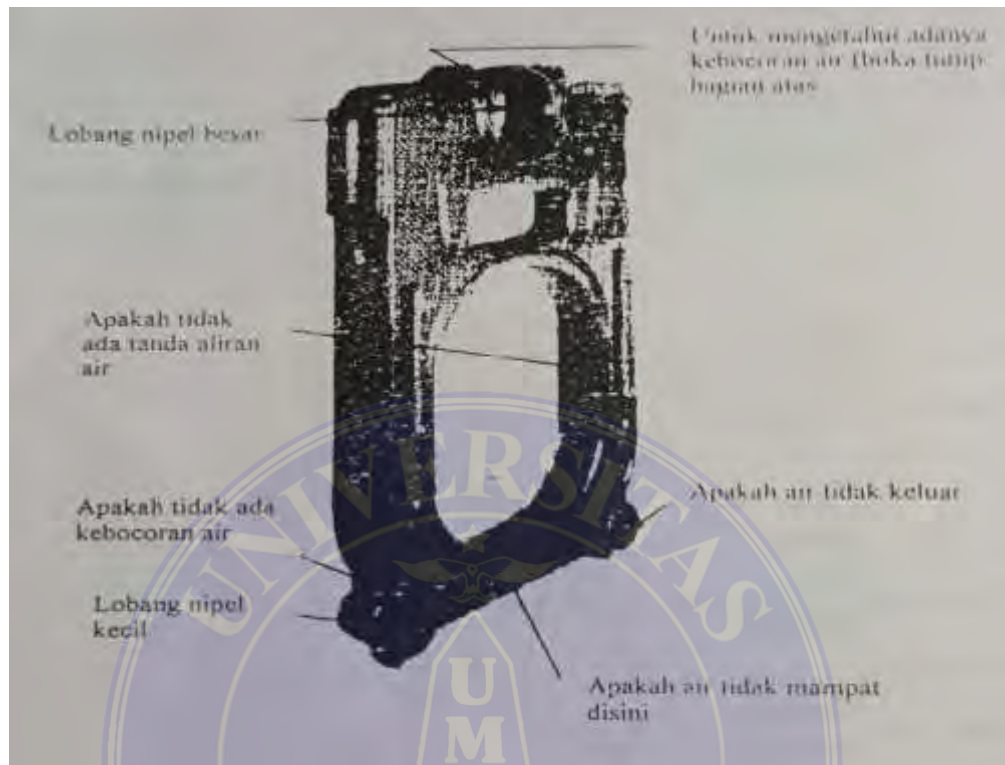 Untuk mengetahui adanya
kebocoran air (buka tutup
bagian atas
Lobang nipel besar
Apakah tidak
ada tanda aliran
air
Apakah tidak ada
kebocoran air
Apakah air tidak keluar
Lobang nipel
kecil
Apakah air tidak mampat
disini
UNIVERSITAS
U
M